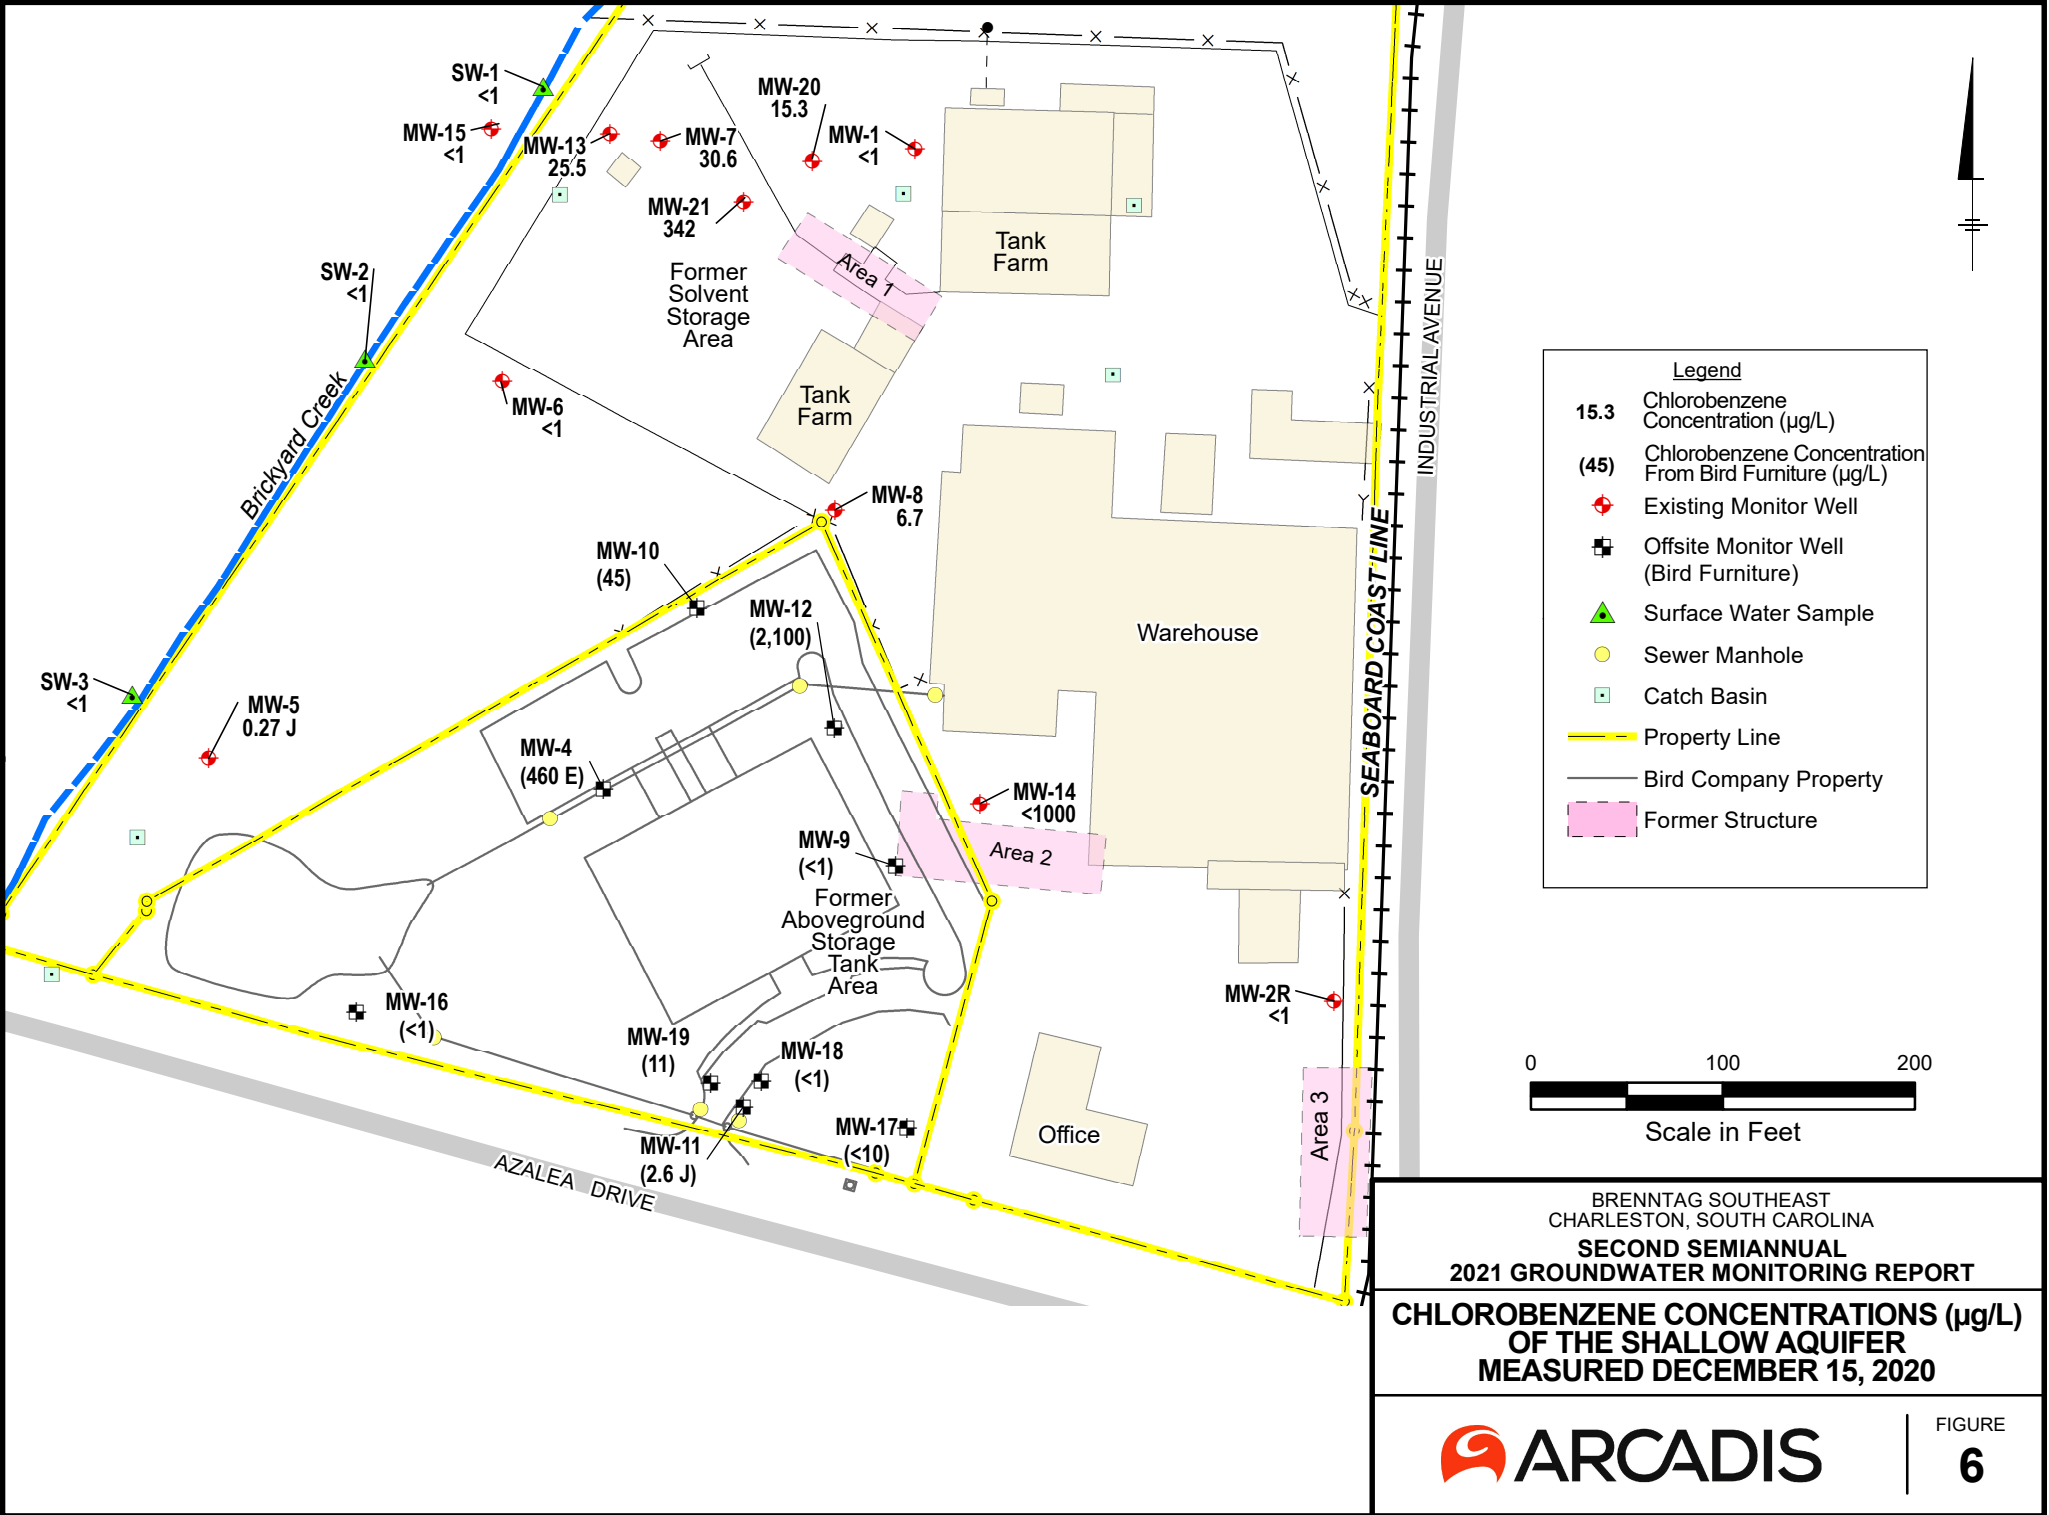 SW-1
<1
MW-15
<1
MW-13
25.5
MW-7
30.6
MW-20
15.3
MW-1
<1
MW-21
342
SW-2
<1
Former
Solvent
Storage
Area
Area 1
Tank
Farm
Tank
Farm
MW-6
<1
Brickyard Creek
MW-8
6.7
MW-10
(45)
MW-12
(2,100)
Warehouse
INDUSTRIAL AVENUE
SEABOARD COAST LINE
SW-3
<1
MW-5
0.27 J
MW-4
(460 E)
MW-14
<1000
MW-9
(<1)
Area 2
Former
Aboveground
Storage
Tank
Area
MW-16
(<1)
MW-2R
<1
MW-19
(11)
MW-18
(<1)
MW-17
(<10)
MW-11
(2.6 J)
Office
Area 3
AZALEA DRIVE
Legend
15.3 Chlorobenzene
Concentration (µg/L)
(45) Chlorobenzene Concentration
From Bird Furniture (µg/L)
Existing Monitor Well
Offsite Monitor Well
(Bird Furniture)
Surface Water Sample
Sewer Manhole
Catch Basin
Property Line
Bird Company Property
Former Structure
0 100 200
Scale in Feet
BRENNTAG SOUTHEAST
CHARLESTON, SOUTH CAROLINA
SECOND SEMIANNUAL
2021 GROUNDWATER MONITORING REPORT
CHLOROBENZENE CONCENTRATIONS (µg/L)
OF THE SHALLOW AQUIFER
MEASURED DECEMBER 15, 2020
ARCADIS
FIGURE
6